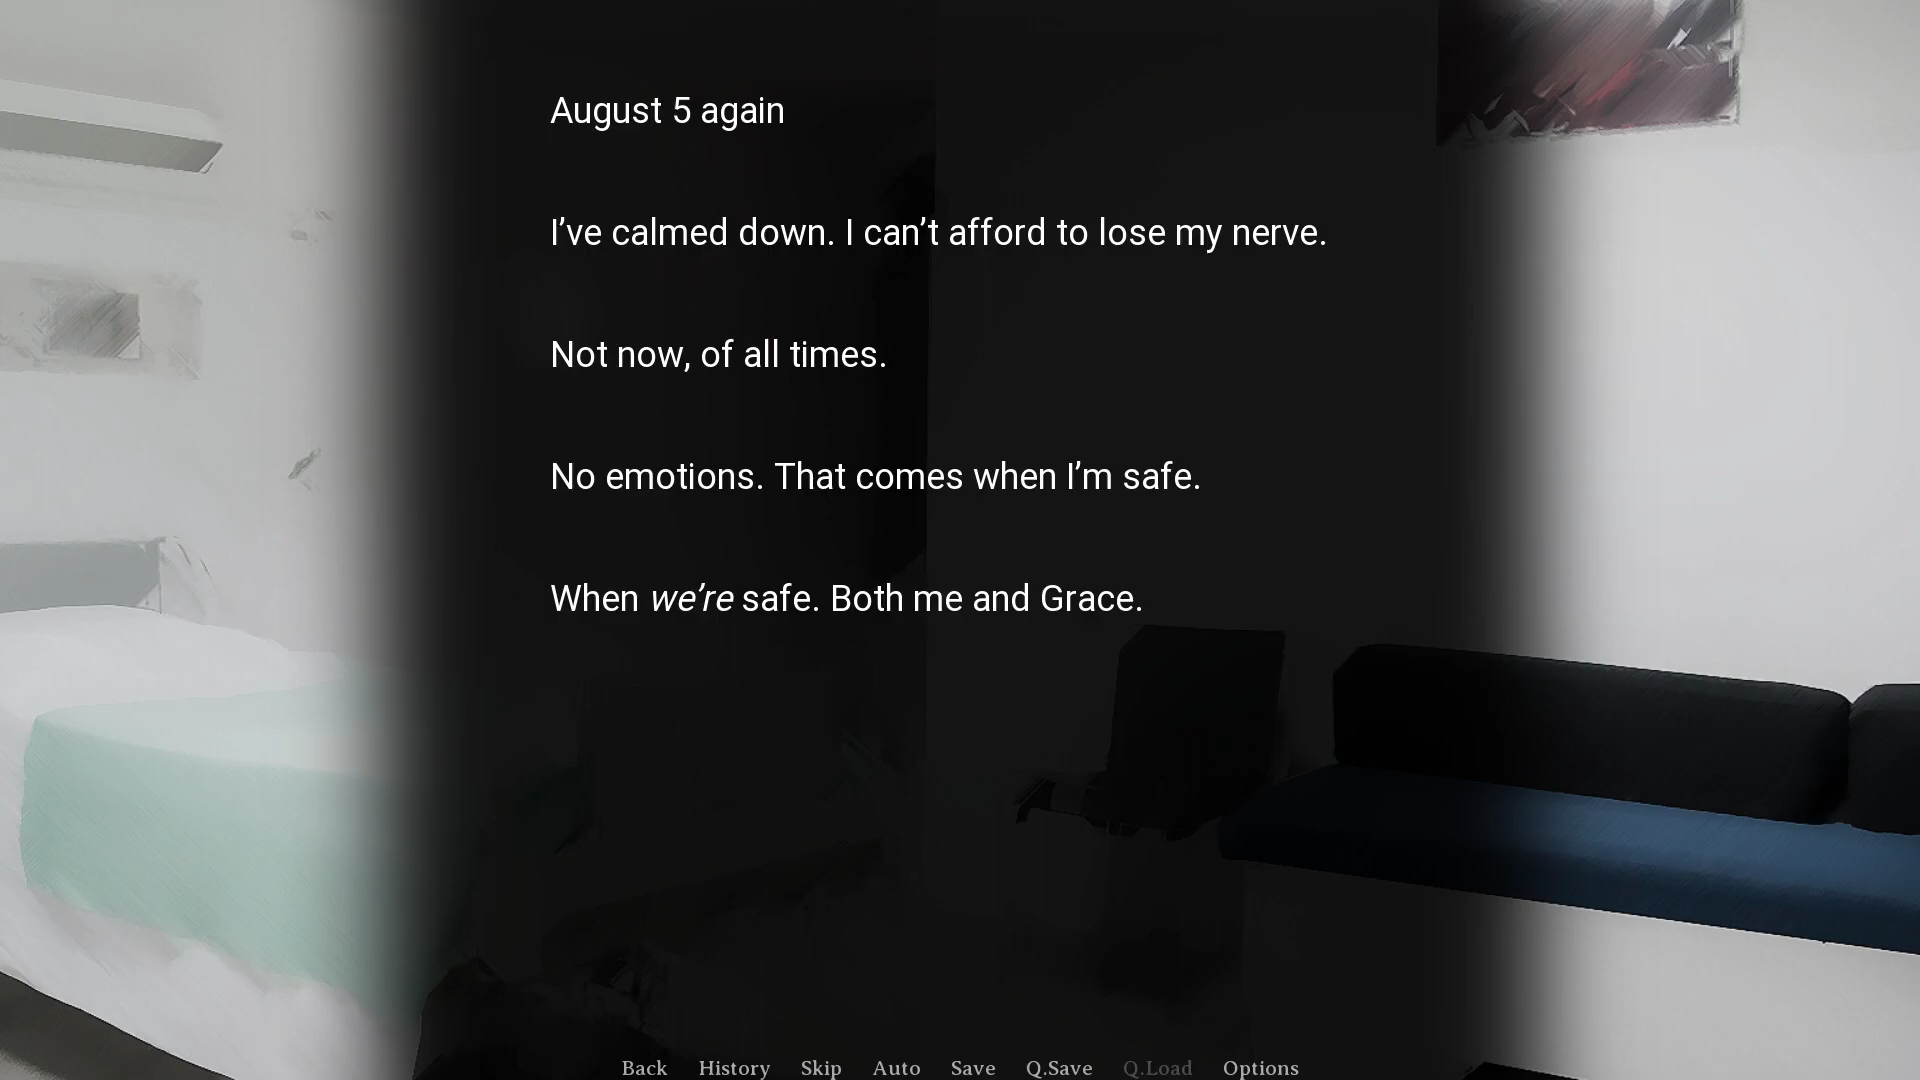 August 5 again
I’ve calmed down. I can’t afford to lose my nerve.
Not now, of all times.
No emotions. That comes when I’m safe.
When we’re safe. Both me and Grace.
Back History Skip Auto Save Q.Save Q.Load Options